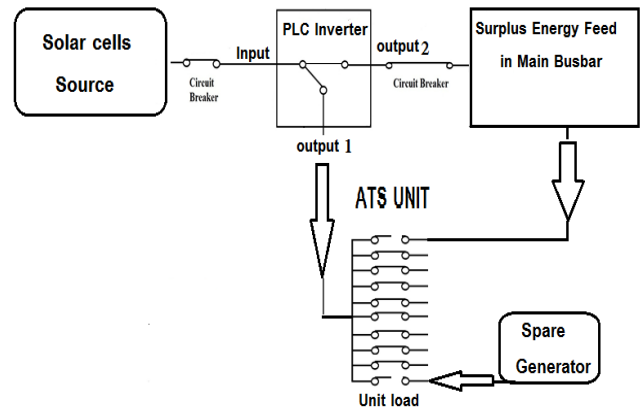 Solar cells
Source
Circuit
Breaker
Input
PLC Inverter
output 1
output 2
Circuit Breaker
Surplus Energy Feed
in Main Busbar
ATS UNIT
Unit load
Spare
Generator